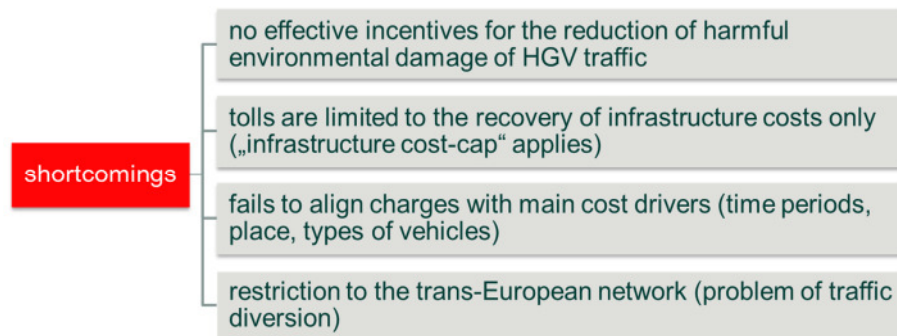 no effective incentives for the reduction of harmful
environmental damage of HGV traffic
tolls are limited to the recovery of infrastructure costs only
(„infrastructure cost-cap“ applies)
shortcomings
fails to align charges with main cost drivers (time periods,
place, types of vehicles)
restriction to the trans-European network (problem of traffic
diversion)